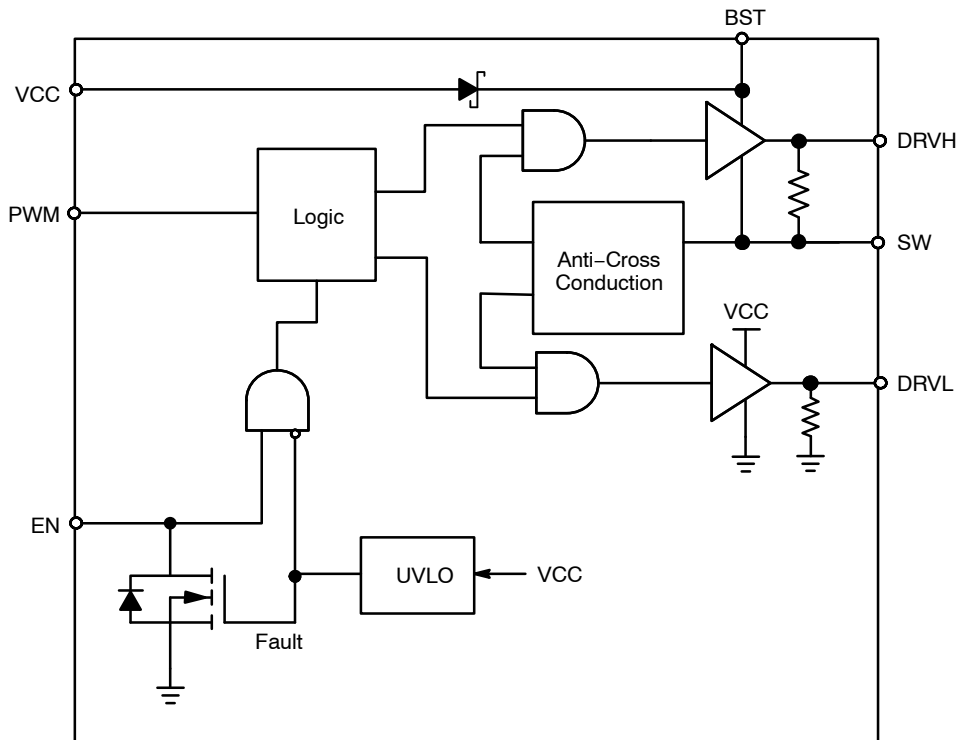 BST
VCC
DRVH
PWM
Logic
SW
Anti−Cross
Conduction
VCC
DRVL
EN
UVLO
VCC
Fault